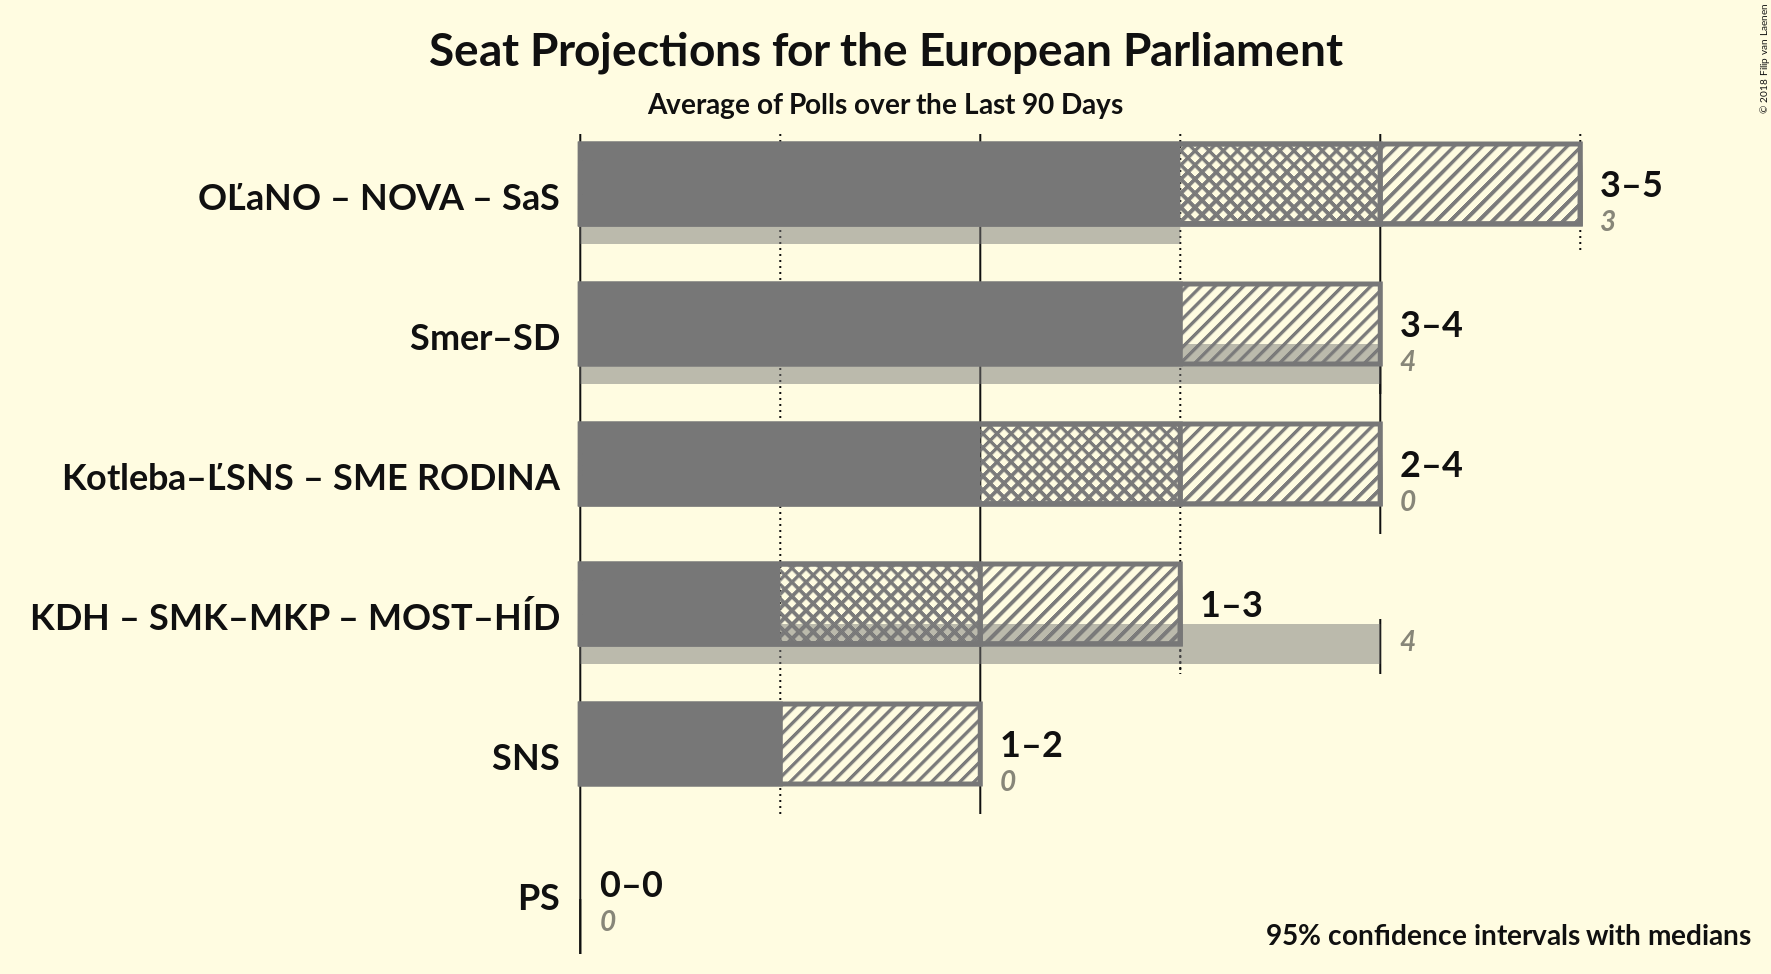 Seat Projections for the European Parliament
Average of Polls over the Last 90 Days
© 2018 Filip van Laenen
OĽaNO – NOVA – SaS
3–5
3
Smer–SD
3–4
4
Kotleba–ĽSNS – SME RODINA
2–4
0
KDH – SMK–MKP – MOST–HÍD
1–3
4
SNS
1–2
0
PS
0–0
0
95% confidence intervals with medians